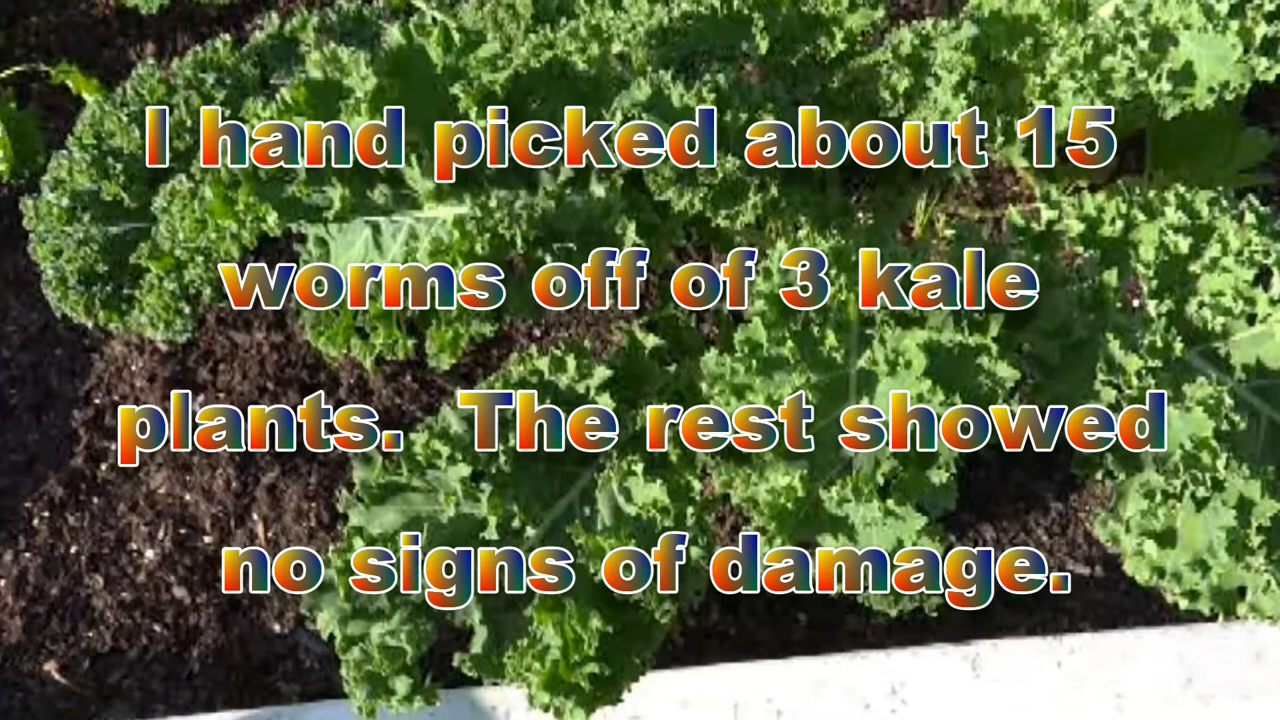 I hand picked about 15
worms off of 3 kale
plants.  The rest showed
no signs of damage.